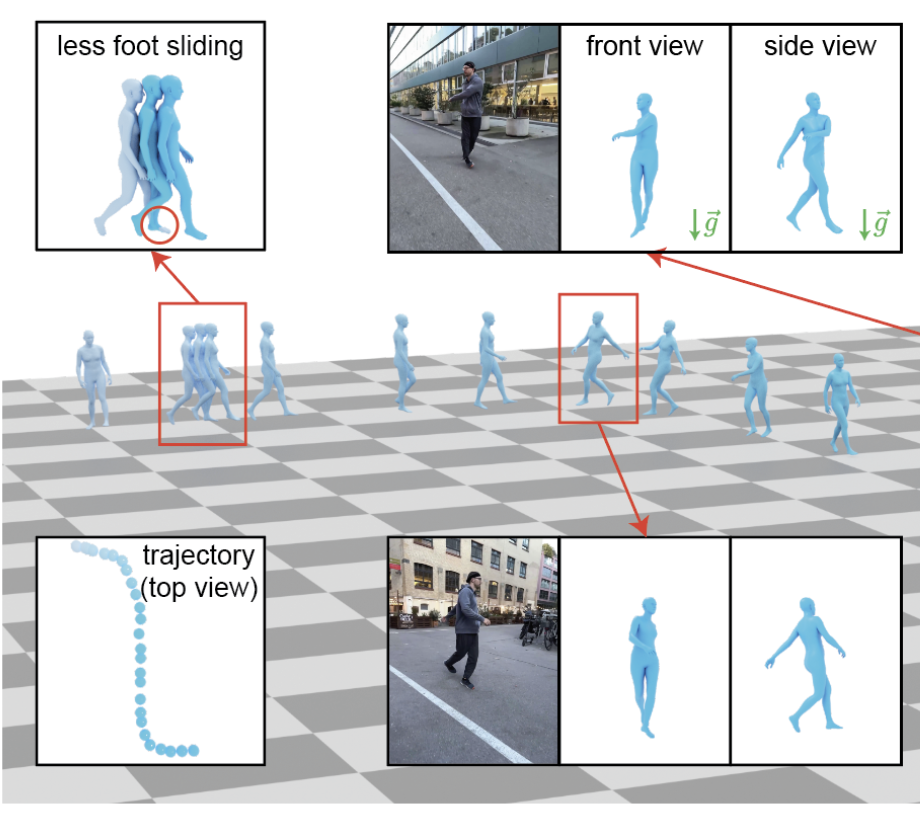 less foot sliding
front view
side view
g⃗
g⃗
trajectory
(top view)